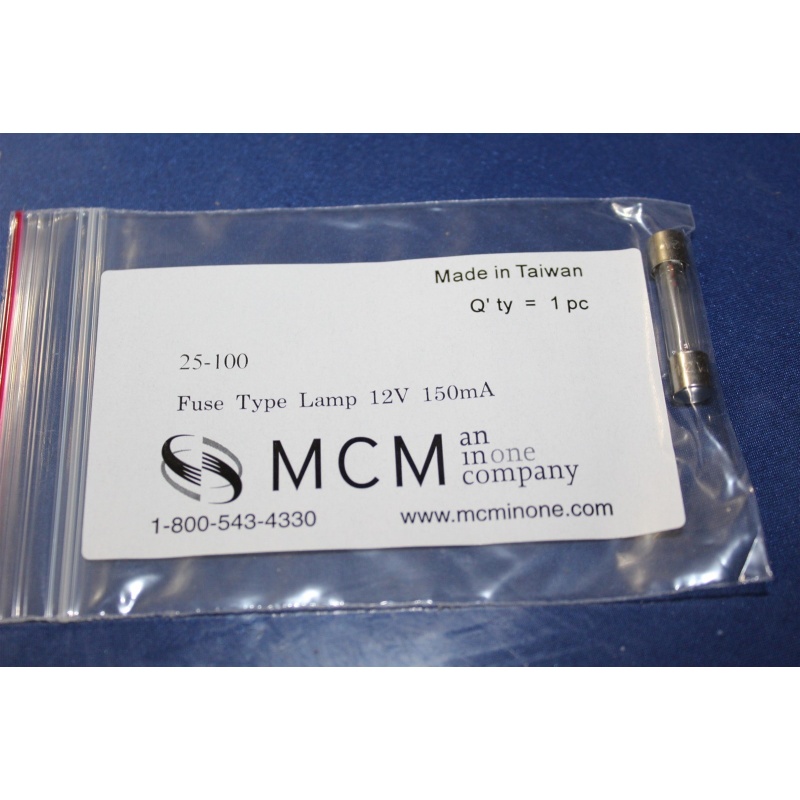 Made in Taiwan
Q' ty = 1 pc
25-100
Fuse Type Lamp 12V 150mA
MCM
an
inone
company
1-800-543-4330
www.mcminone.com